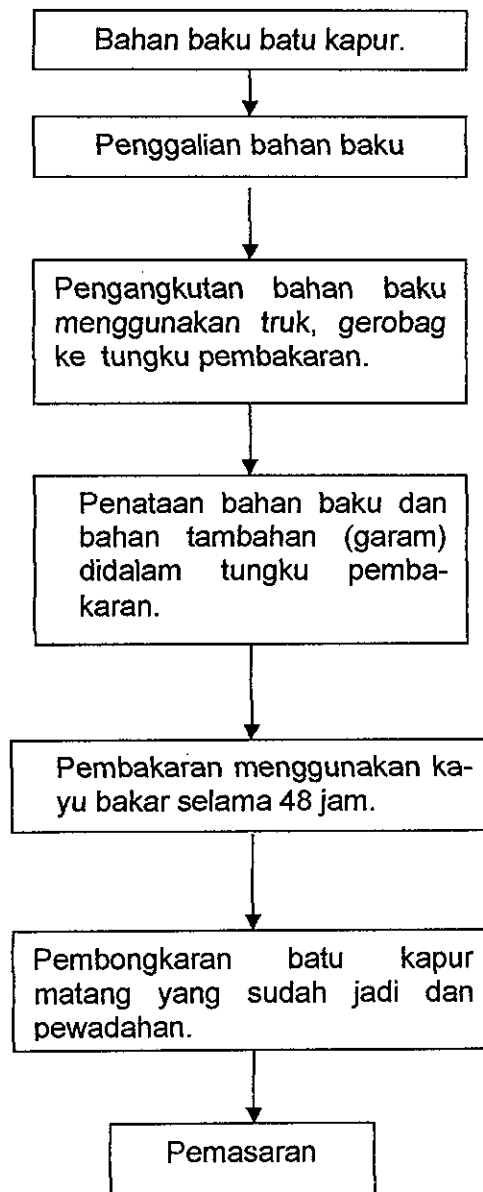 Bahan baku batu kapur.
Penggalian bahan baku
Pengangkutan bahan baku
menggunakan truk, gerobag
ke tungku pembakaran.
Penataan bahan baku dan
bahan tambahan (garam)
didalam tungku pemba-
karan.
Pembakaran menggunakan ka-
yu bakar selama 48 jam.
Pembongkaran batu kapur
matang yang sudah jadi dan
pewadahan.
Pemasaran